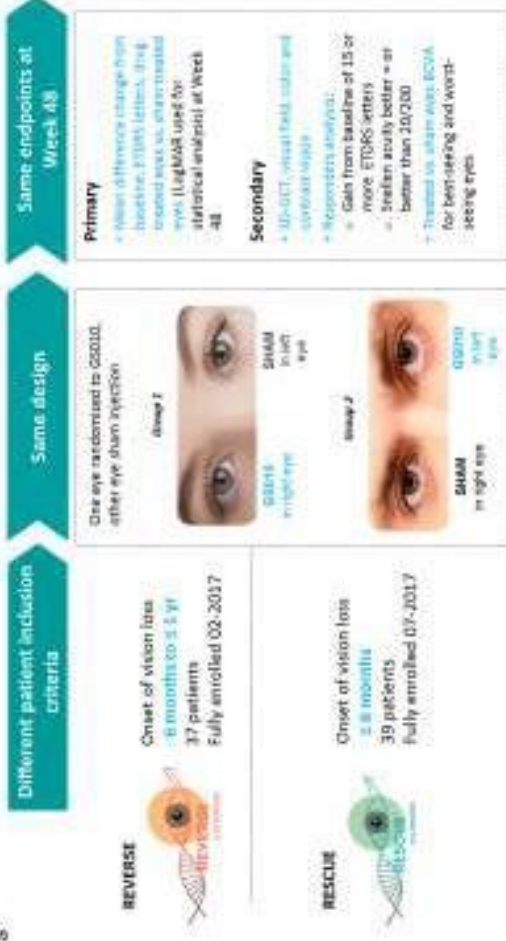 Different patient inclusion
criteria
Same design
Same endpoints at
Week 48
REVERSE
REVERSE
Onset of vision loss
6 months to ≤ 1 yr
37 patients
Fully enrolled 02-2017
RESCUE
RESCUE
Onset of vision loss
≤ 6 months
39 patients
Fully enrolled 07-2017
One eye randomized to GS010,
other eye sham injection
Group 1
GS010
in right eye
SHAM
in left
eye
Group 2
SHAM
in right eye
GS010
in left
eye
Primary
Mean difference change from
baseline ETDRS letters, drug
treated eyes vs. sham treated
eyes (LogMAR used for
statistical analysis) at Week
48
Secondary
SD-OCT, visual field, color and
contrast vision
Responders analysis:
Gain from baseline of 15 or
more ETDRS letters
Snellen acuity better = or
better than 20/200
Treated vs. sham eyes BCVA
for best-seeing and worst-
seeing eyes